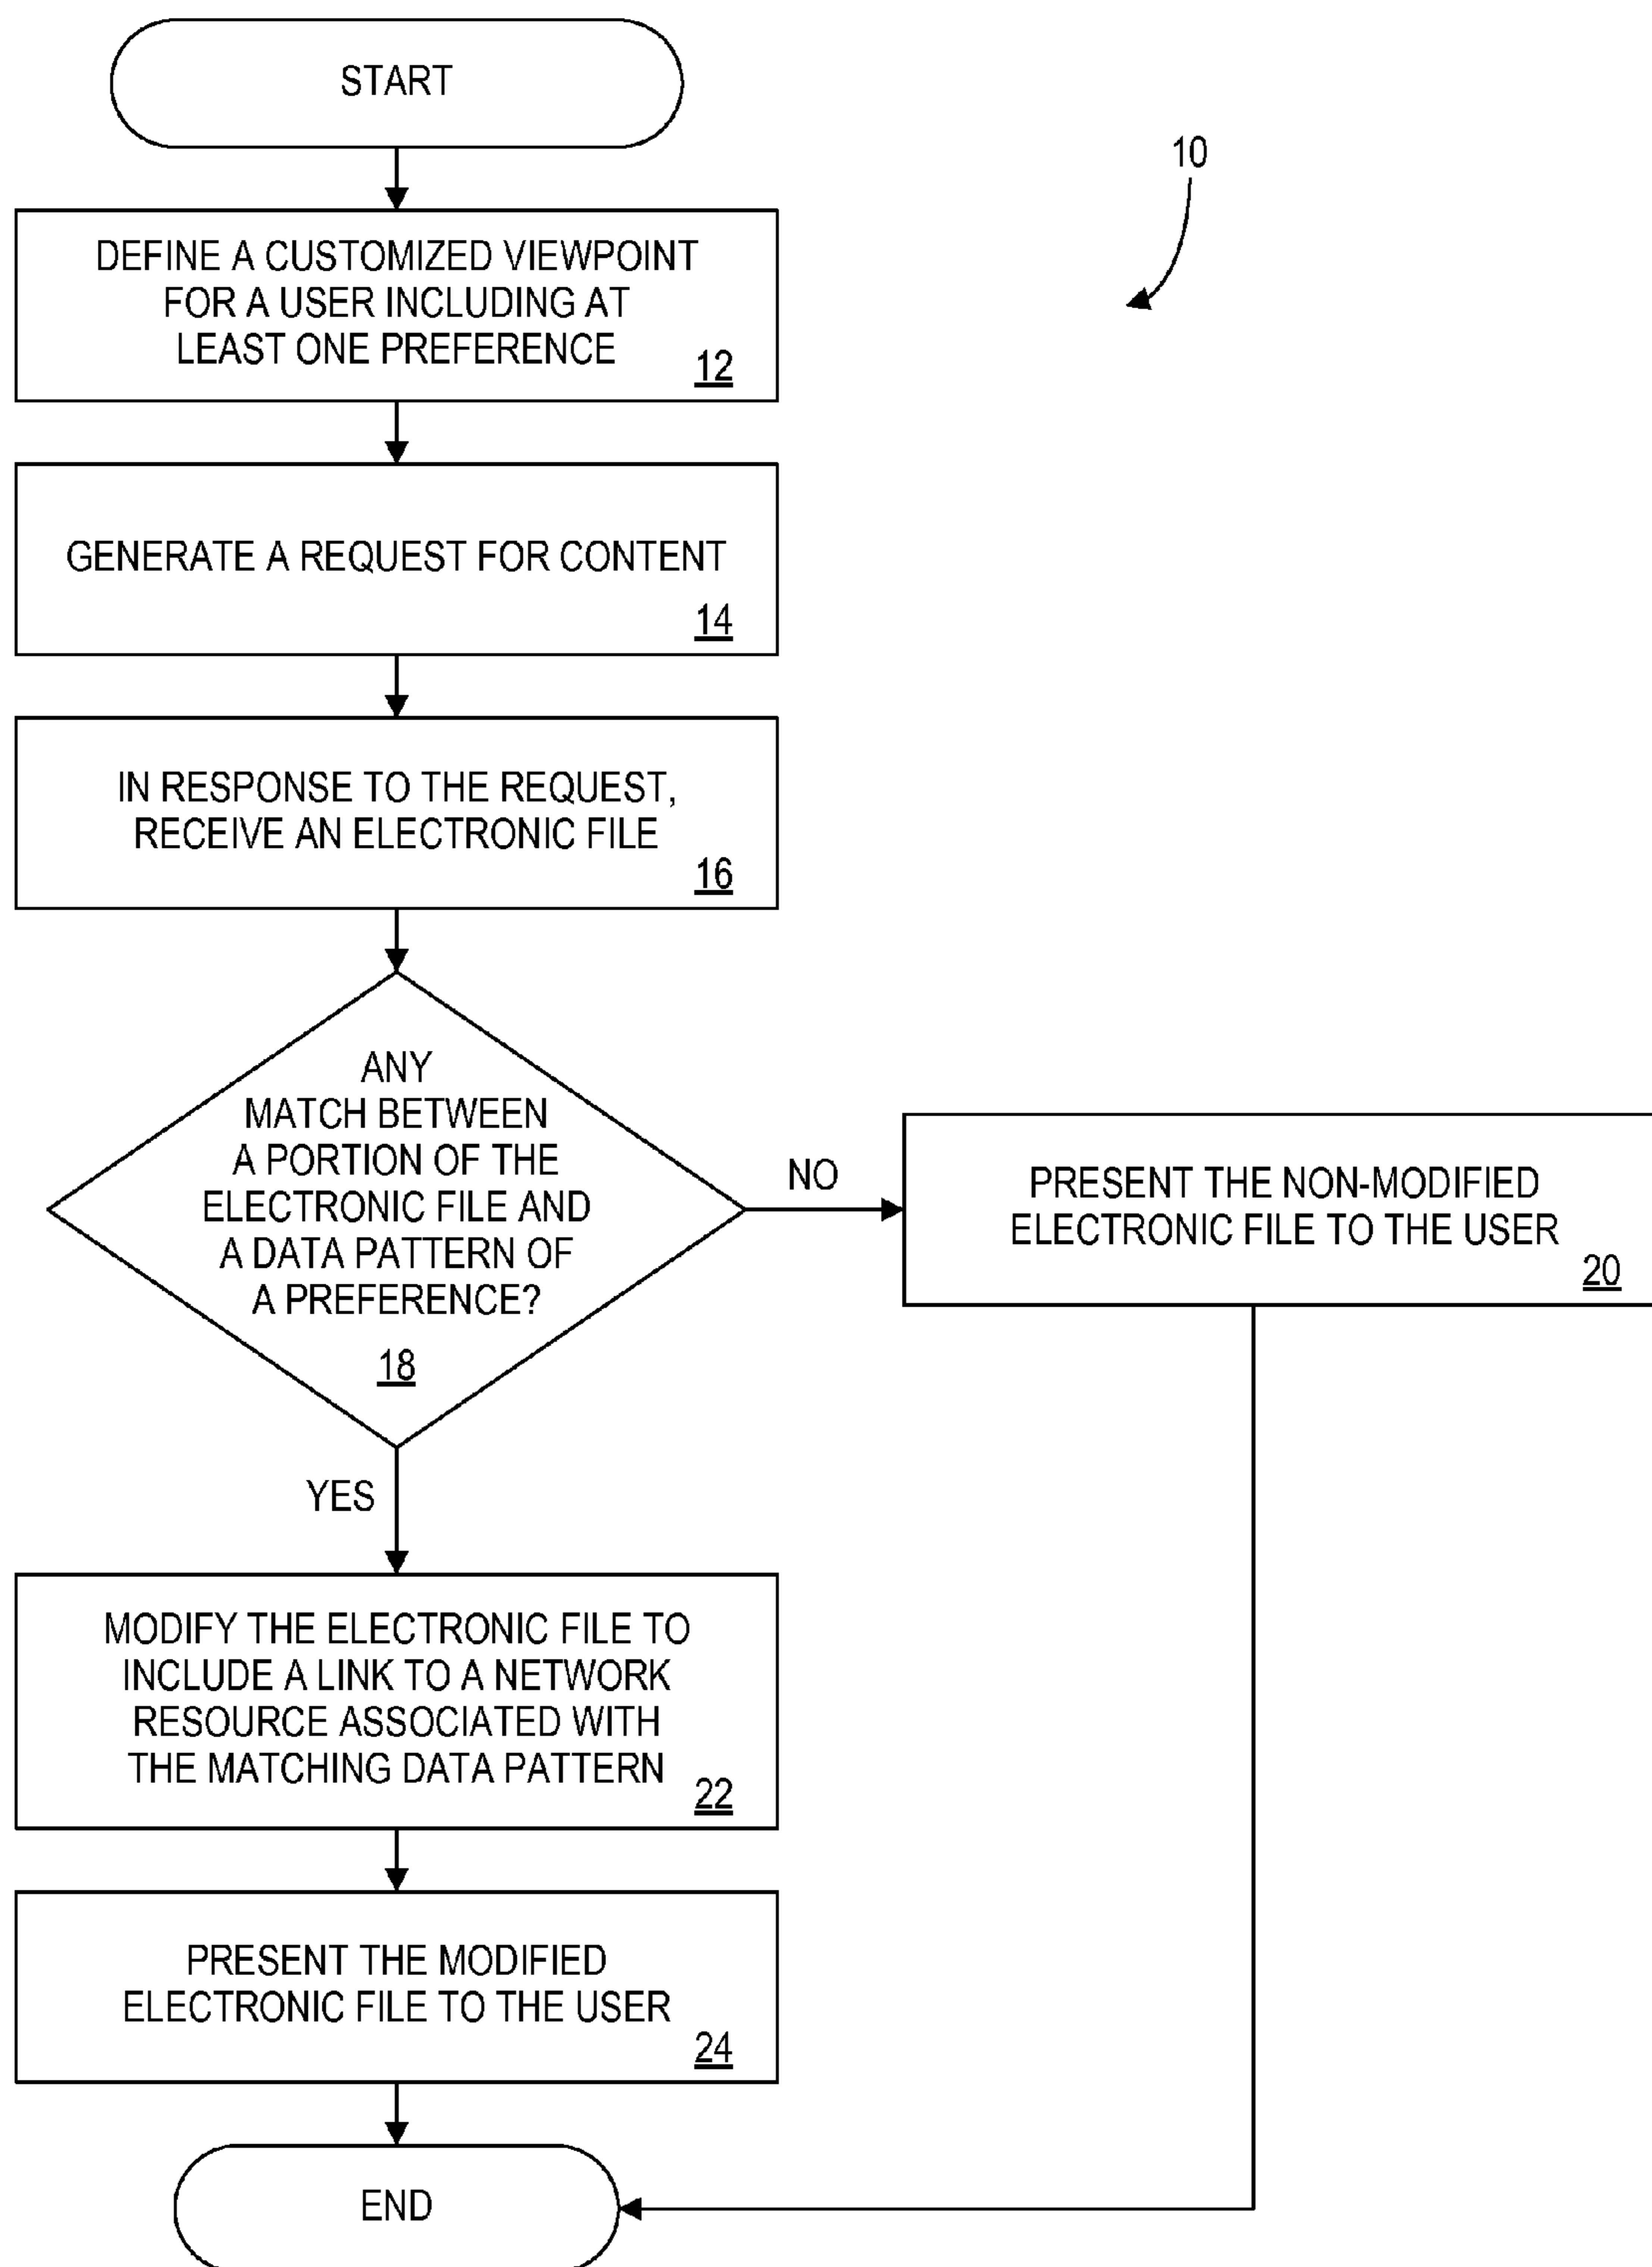 START
10
DEFINE A CUSTOMIZED VIEWPOINT
FOR A USER INCLUDING AT
LEAST ONE PREFERENCE
12
GENERATE A REQUEST FOR CONTENT
14
IN RESPONSE TO THE REQUEST,
RECEIVE AN ELECTRONIC FILE
16
ANY
MATCH BETWEEN
A PORTION OF THE
ELECTRONIC FILE AND
A DATA PATTERN OF
A PREFERENCE?
18
NO
PRESENT THE NON-MODIFIED
ELECTRONIC FILE TO THE USER
20
YES
MODIFY THE ELECTRONIC FILE TO
INCLUDE A LINK TO A NETWORK
RESOURCE ASSOCIATED WITH
THE MATCHING DATA PATTERN
22
PRESENT THE MODIFIED
ELECTRONIC FILE TO THE USER
24
END